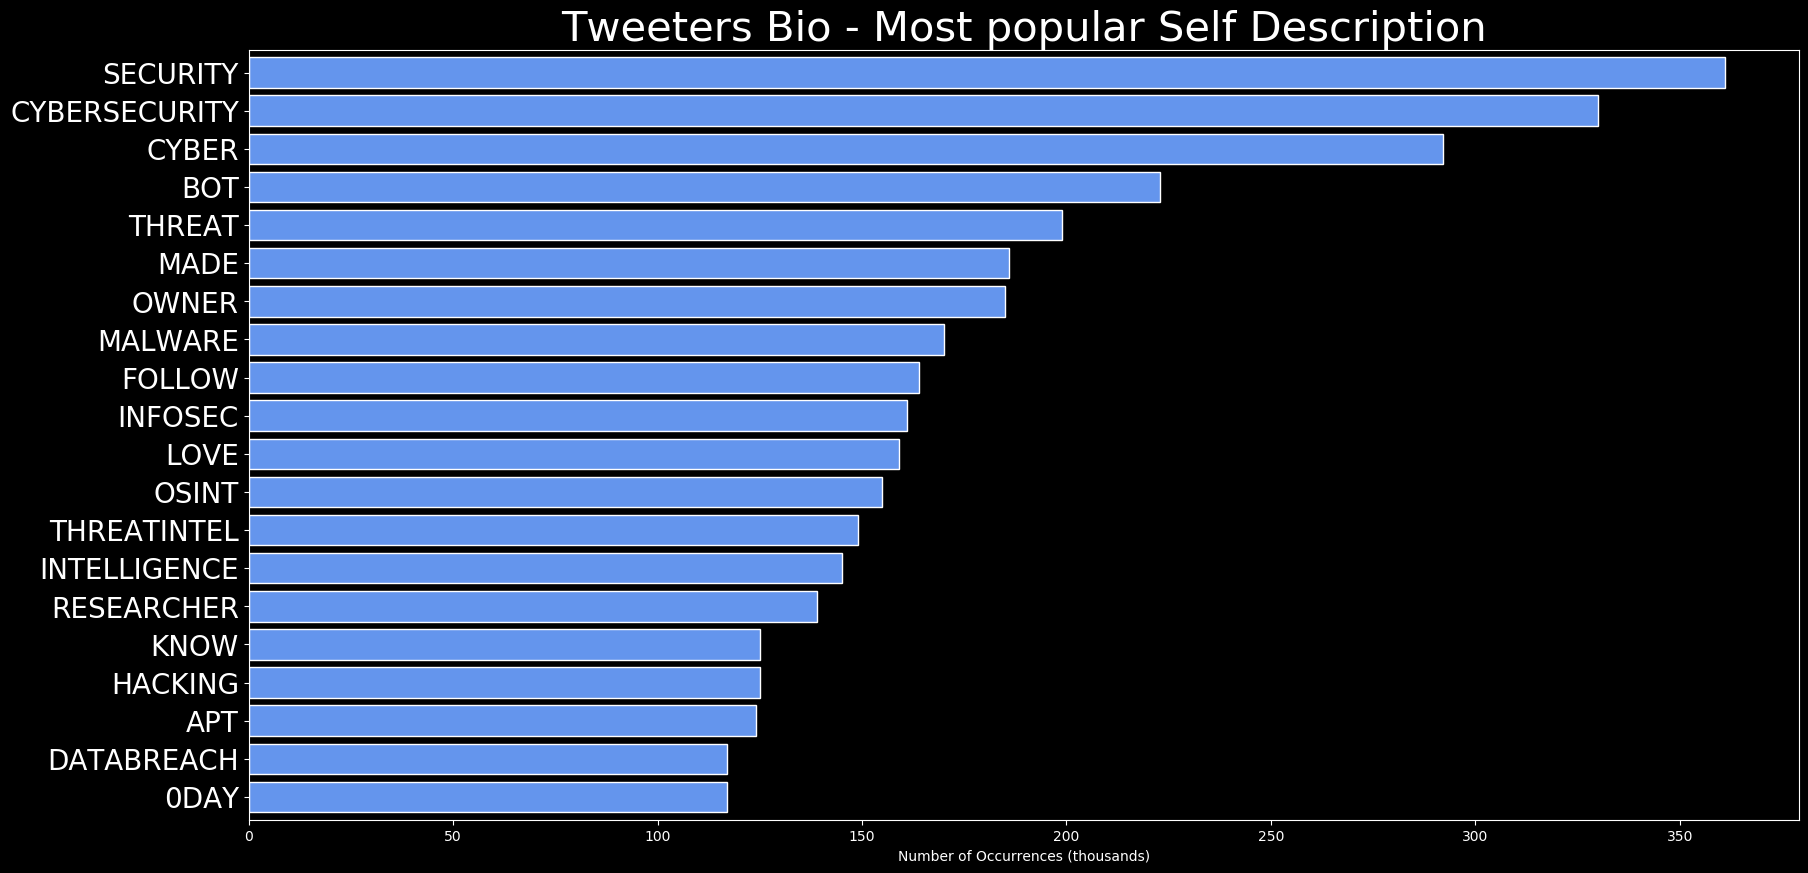 Tweeters Bio - Most popular Self Description
SECURITY
CYBERSECURITY
CYBER
BOT
THREAT
MADE
OWNER
MALWARE
FOLLOW
INFOSEC
LOVE
OSINT
THREATINTEL
INTELLIGENCE
RESEARCHER
KNOW
HACKING
APT
DATABREACH
0DAY
0 50 100 150 200 250 300 350
Number of Occurrences (thousands)